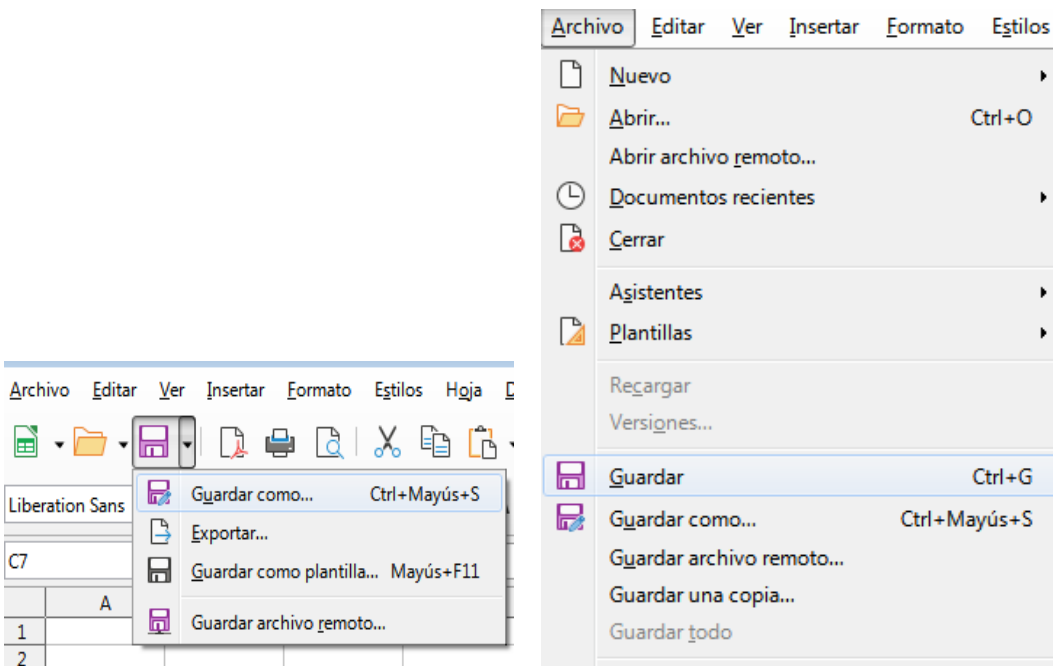 Archivo Editar Ver Insertar Formato Estilos Hoja
Liberation Sans
Guardar como... Ctrl+Mayús+S
Exportar...
Guardar como plantilla... Mayús+F11
Guardar archivo remoto...
C7
A
1
2
Archivo Editar Ver Insertar Formato Estilos
Nuevo
Abrir... Ctrl+O
Abrir archivo remoto...
Documentos recientes
Cerrar
Asistentes
Plantillas
Recargar
Versiones...
Guardar Ctrl+G
Guardar como... Ctrl+Mayús+S
Guardar archivo remoto...
Guardar una copia...
Guardar todo